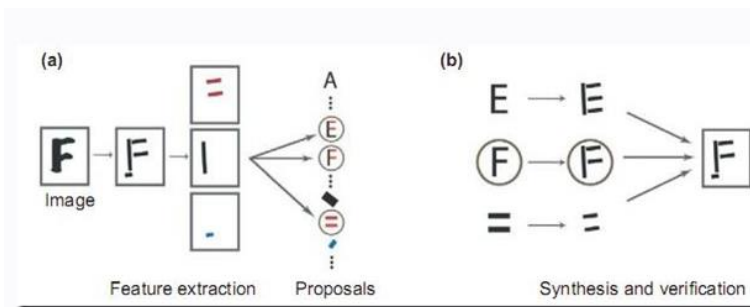 (a)
Image
F
F
A
E
F
Feature extraction
Proposals
(b)
E
E
F
F
F
Synthesis and verification